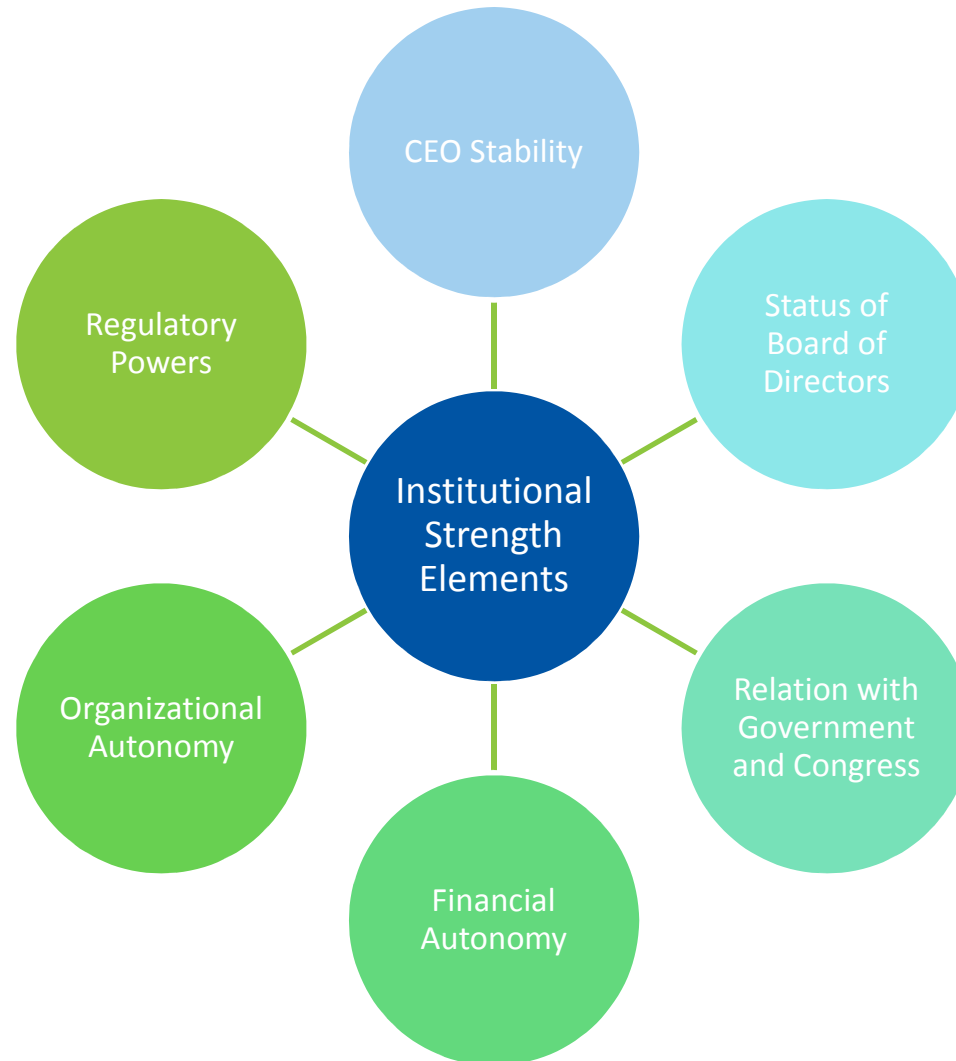 CEO Stability
Status of
Board of
Directors
Relation with
Government
and Congress
Financial
Autonomy
Organizational
Autonomy
Regulatory
Powers
Institutional
Strength
Elements